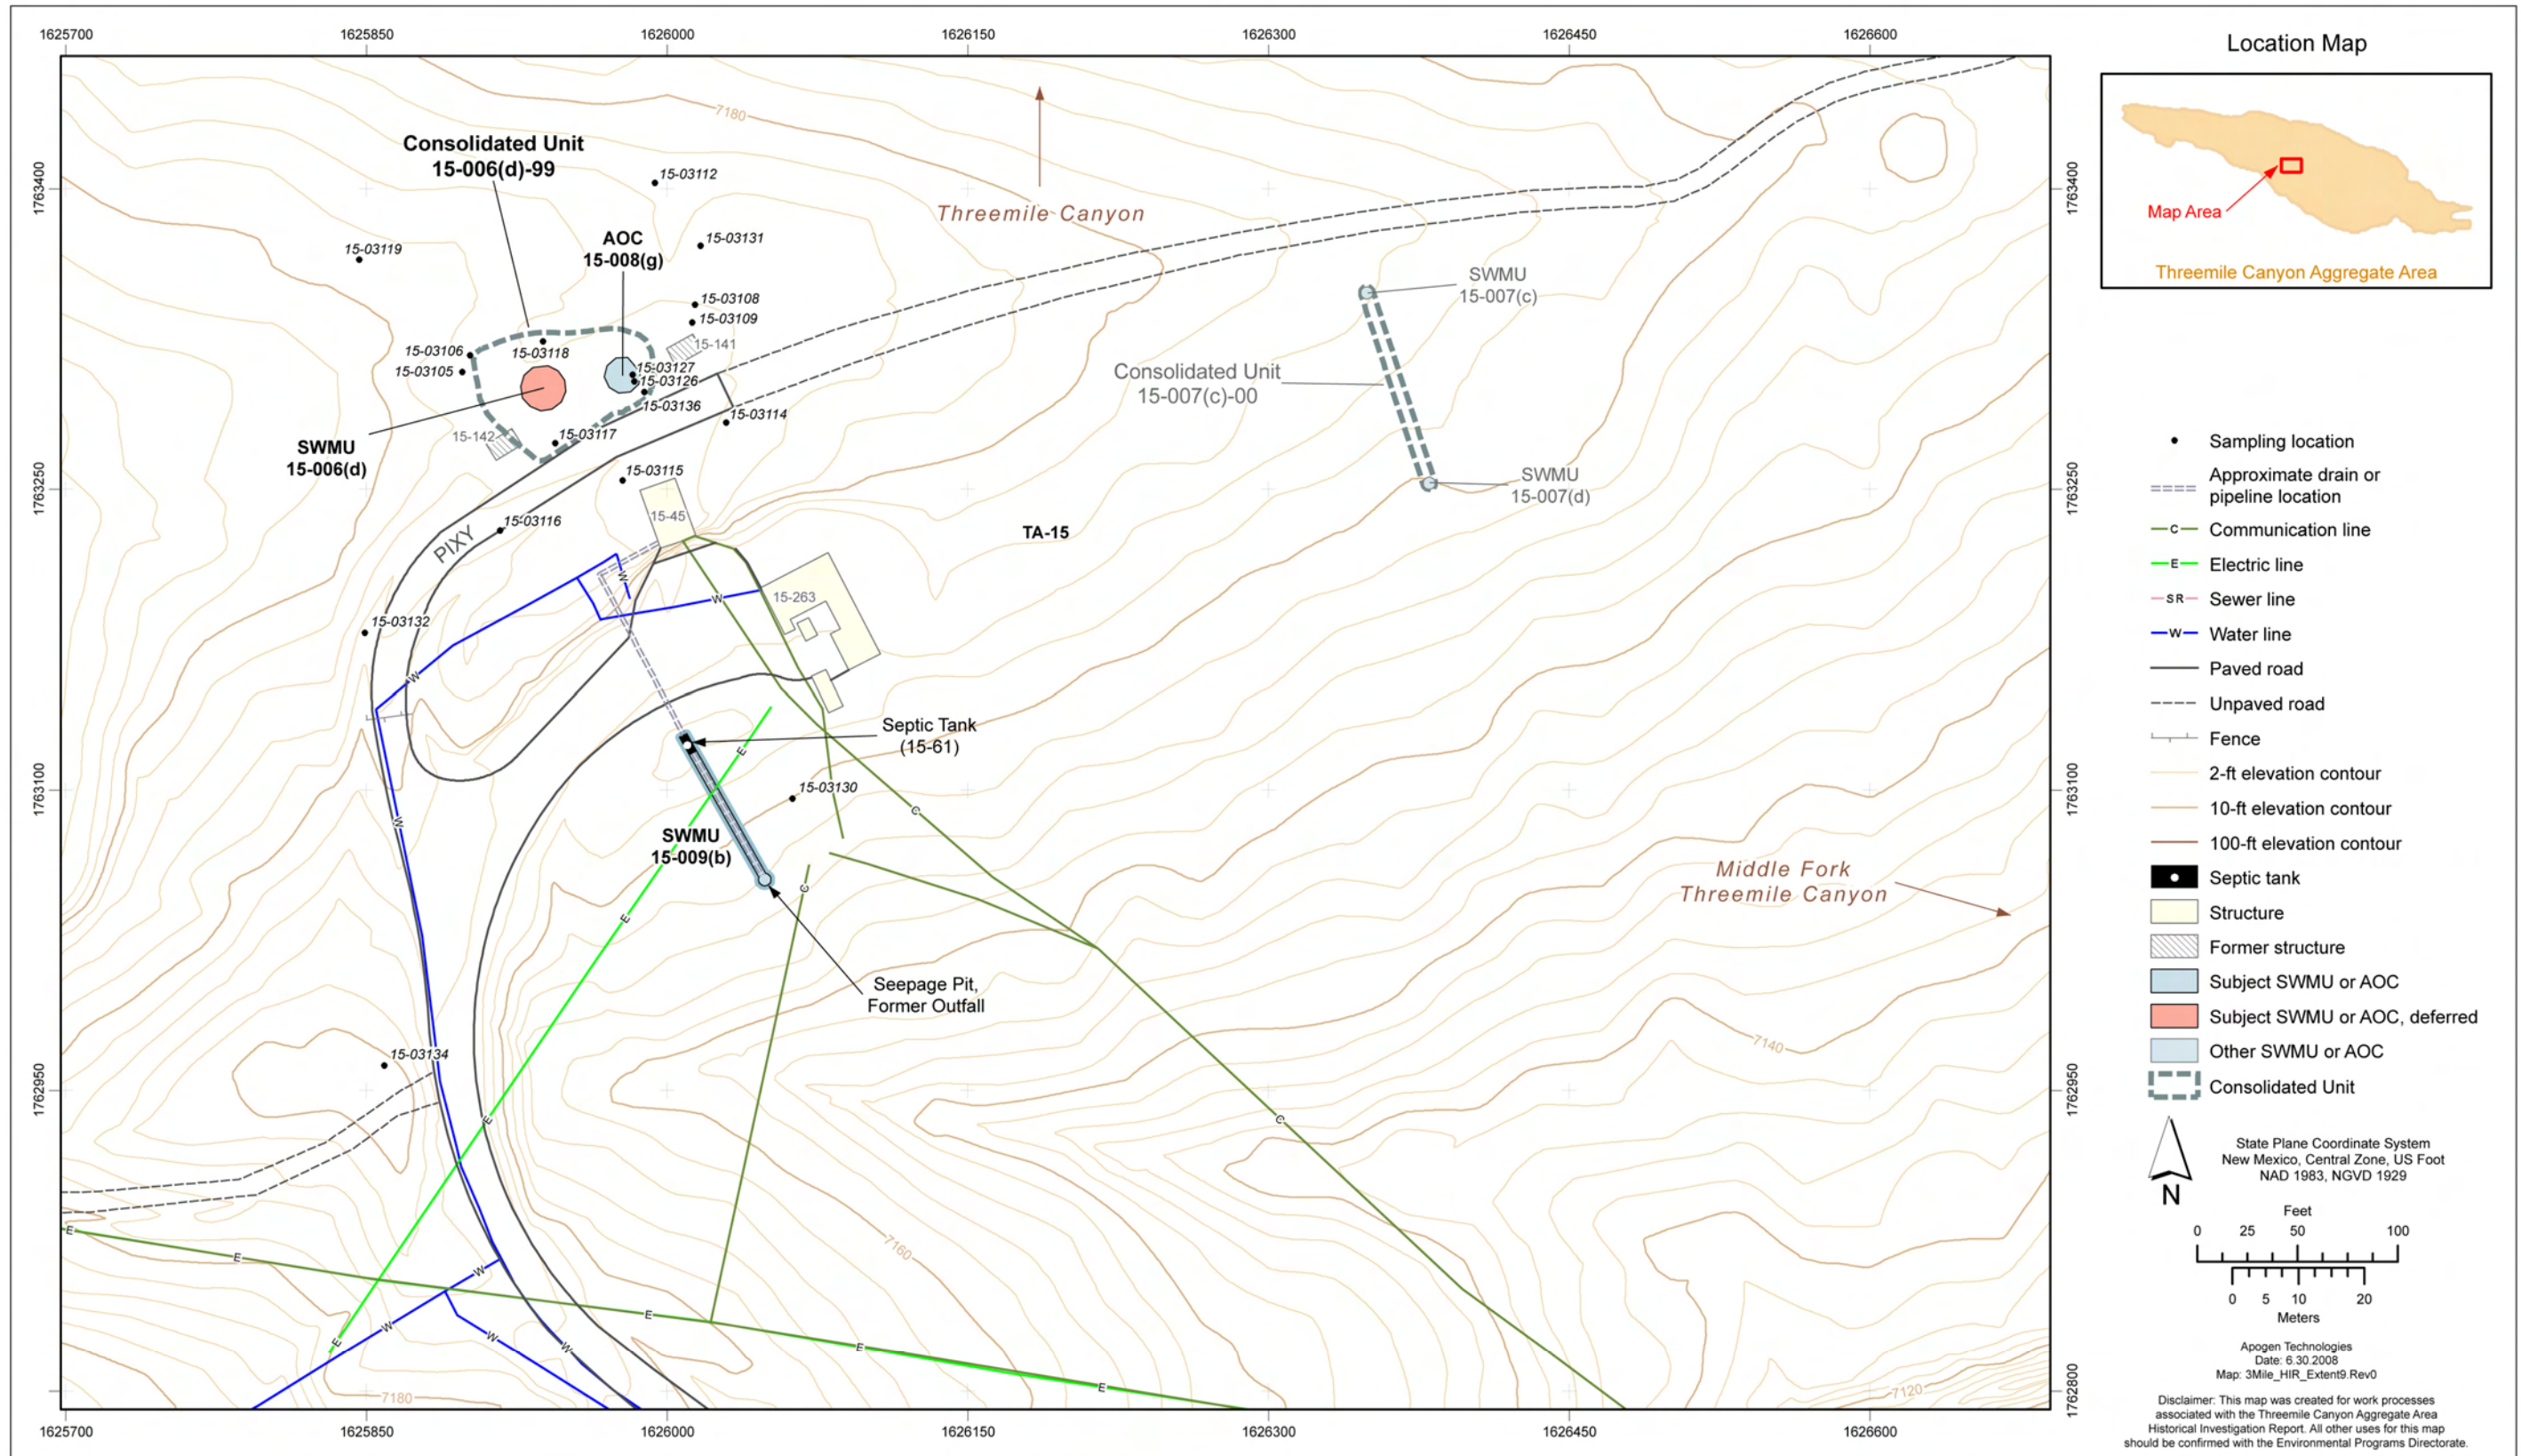 1625700
1625850
1626000
1626150
1626300
1626450
1626600
Location Map
Map Area
Threemile Canyon Aggregate Area
1763400
1763250
1763100
1762950
7180
Consolidated Unit
15-006(d)-99
15-03112
Threemile Canyon
15-03119
AOC
15-008(g)
15-03131
15-03108
15-03109
15-141
15-03106
15-03118
15-03105
15-03127
15-03126
15-03136
15-03114
15-142
15-03117
SWMU
15-006(d)
15-03115
15-45
15-03116
PIXY
15-03132
15-263
TA-15
SWMU
15-007(c)
Consolidated Unit
15-007(c)-00
SWMU
15-007(d)
Septic Tank
(15-61)
15-03130
SWMU
15-009(b)
Seepage Pit,
Former Outfall
Middle Fork
Threemile Canyon
15-03134
7140
7160
7180
7120
W
W
W
W
W
W
W
W
E
E
E
E
E
E
E
E
E
E
C
C
C
1763400
1763250
1763100
1762950
1762800
1625700
1625850
1626000
1626150
1626300
1626450
1626600
Sampling location
Approximate drain or
pipeline location
C Communication line
E Electric line
SR Sewer line
W Water line
Paved road
Unpaved road
Fence
2-ft elevation contour
10-ft elevation contour
100-ft elevation contour
Septic tank
Structure
Former structure
Subject SWMU or AOC
Subject SWMU or AOC, deferred
Other SWMU or AOC
Consolidated Unit
N
State Plane Coordinate System
New Mexico, Central Zone, US Foot
NAD 1983, NGVD 1929
Feet
0 25 50 100
0 5 10 20
Meters
Apogen Technologies
Date: 6.30.2008
Map: 3Mile_HIR_Extent9.Rev0
Disclaimer: This map was created for work processes
associated with the Threemile Canyon Aggregate Area
Historical Investigation Report. All other uses for this map
should be confirmed with the Environmental Programs Directorate.